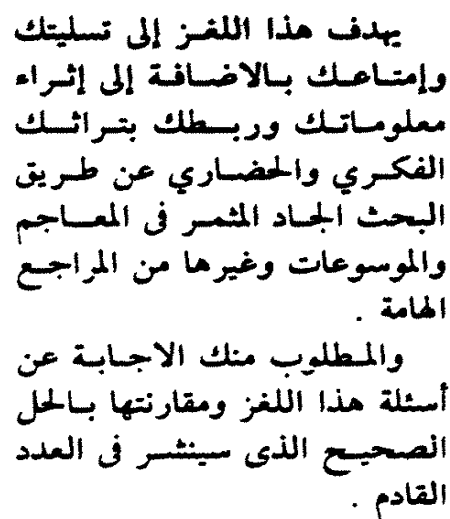 يهدف هذا اللغز إلى تسليتك
وإمتاعك بالاضافة إلى إثراء
معلوماتك وربطك بتراثك
الفكري والحضاري عن طريق
البحث الجاد المثمر فى المعاجم
والموسوعات وغيرها من المراجع
الهامة .
والمطلوب منك الاجابة عن
أسئلة هذا اللغز ومقارنتها بالحل
الصحيح الذى سينشر فى العدد
القادم .